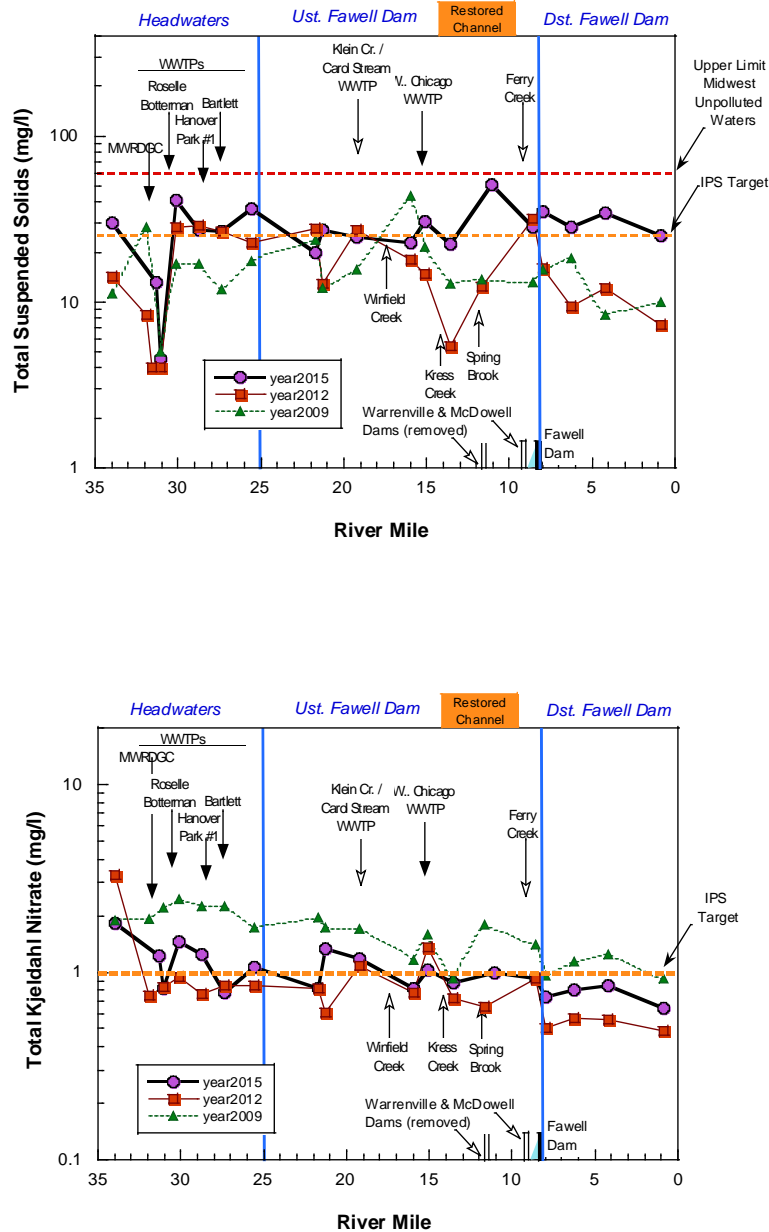 Headwaters
Ust. Fawell Dam
Restored
Channel
Dst. Fawell Dam
WWTPs
Roselle
Botterman
Bartlett
Hanover
Park #1
MWRDGC
Klein Cr. /
Carol Stream
WWTP
W.. Chicago
WWTP
Ferry
Creek
Upper Limit
Midwest
Unpolluted
Waters
IPS Target
Total Suspended Solids (mg/l)
100
10
1
Winfield
Creek
Kress
Creek
Spring
Brook
year2015
year2012
year2009
Warrenville & McDowell
Dams (removed)
Fawell
Dam
35 30 25 20 15 10 5 0
River Mile
Headwaters
Ust. Fawell Dam
Restored
Channel
Dst. Fawell Dam
WWTPs
MWRDGC
Roselle
Botterman
Bartlett
Hanover
Park #1
Klein Cr. /
Carol Stream
WWTP
W.. Chicago
WWTP
Ferry
Creek
IPS
Target
Total Kjeldahl Nitrate (mg/l)
10
1
0.1
Winfield
Creek
Kress
Creek
Spring
Brook
year2015
year2012
year2009
Warrenville & McDowell
Dams (removed)
Fawell
Dam
35 30 25 20 15 10 5 0
River Mile